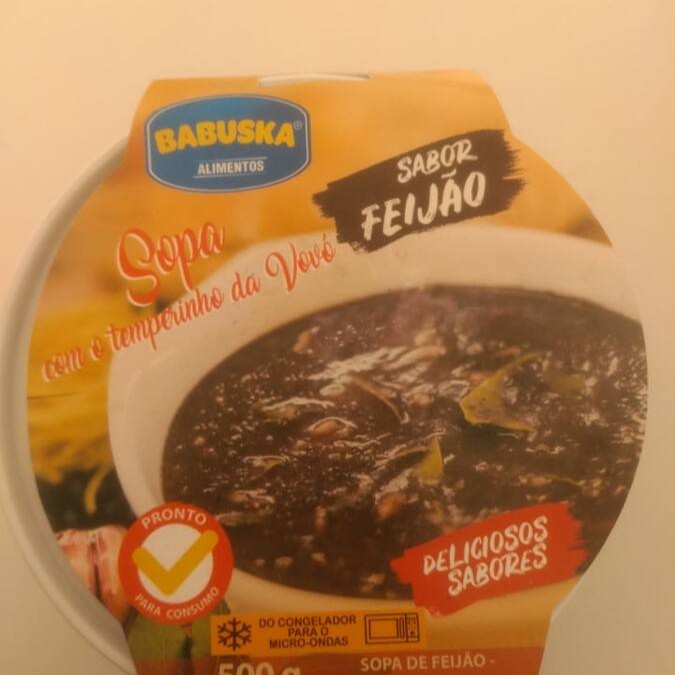 BABUSKA®
ALIMENTOS
SABOR
FEIJÃO
Sopa
com o temperinho da Vovó
PRONTO
PARA CONSUMO
DELICIOSOS
SABORES
DO CONGELADOR
PARA O
MICRO-ONDAS
500 g
SOPA DE FEIJÃO -